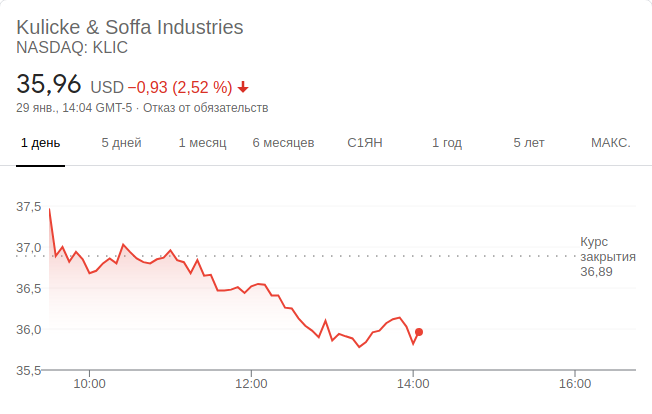 Kulicke & Soffa Industries
NASDAQ: KLIC
35,96 USD −0,93 (2,52 %)
29 янв., 14:04 GMT-5 · Отказ от обязательств
1 день 5 дней 1 месяц 6 месяцев С1ЯН 1 год 5 лет МАКС.
37,5
37,0
36,5
36,0
35,5
Курс
закрытия
36,89
10:00 12:00 14:00 16:00